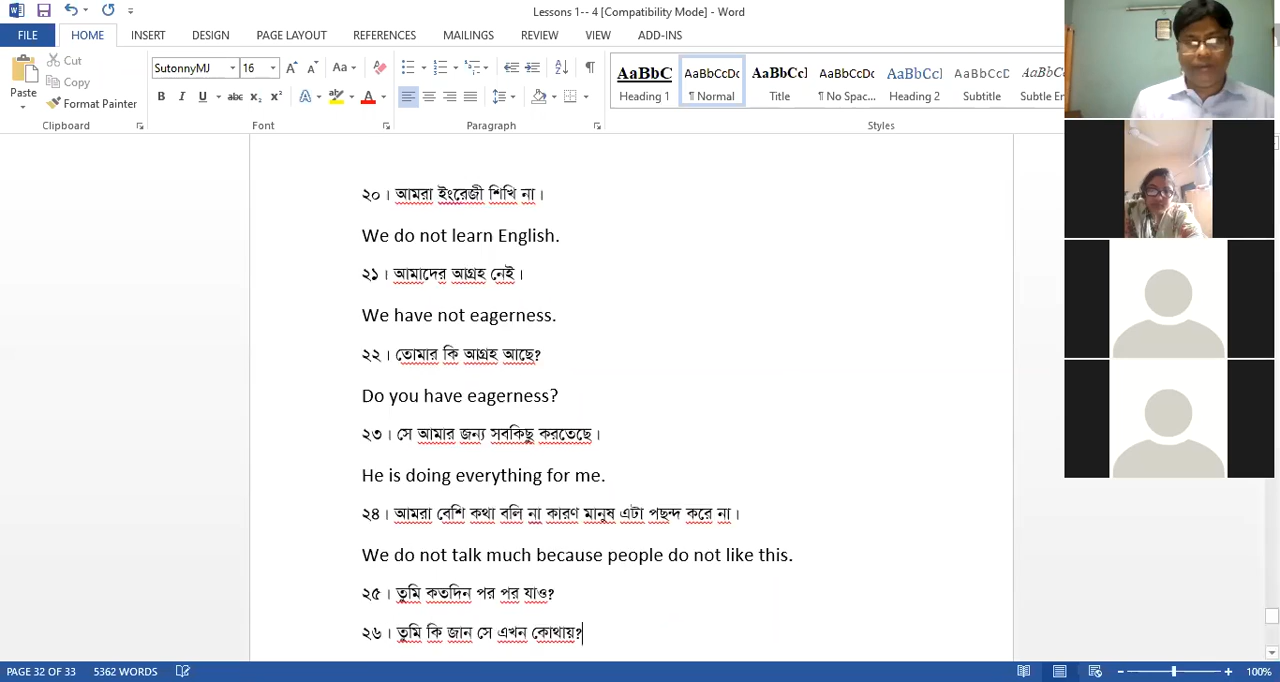 Lessons 1-- 4 [Compatibility Mode] - Word
FILE HOME INSERT DESIGN PAGE LAYOUT REFERENCES MAILINGS REVIEW VIEW ADD-INS
Cut
Copy
Format Painter
Paste
SutonnyMJ 16
AaBbC AaBbCcDc AaBbCc] AaBbCcDc AaBbCc] AaBbCcD AaBbCcD
Heading 1 ¶ Normal Title ¶ No Spac... Heading 2 Subtitle Subtle Em
Clipboard Font Paragraph Styles
২০। আমরা ইংরেজী শিখি না।
We do not learn English.
২১। আমাদের আগ্রহ নেই।
We have not eagerness.
২২। তোমার কি আগ্রহ আছে?
Do you have eagerness?
২৩। সে আমার জন্য সবকিছু করতেছে।
He is doing everything for me.
২৪। আমরা বেশি কথা বলি না কারণ মানুষ এটা পছন্দ করে না।
We do not talk much because people do not like this.
২৫। তুমি কতদিন পর পর যাও?
২৬। তুমি কি জান সে এখন কোথায়?
PAGE 32 OF 33 5362 WORDS 100%